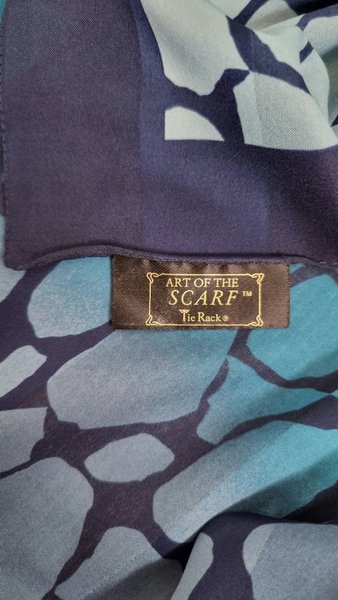 ART OF THE
SCARF™
Tie Rack®